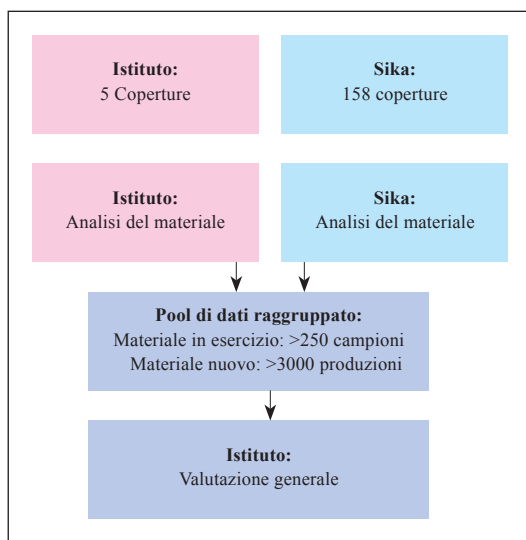 Istituto:
5 Coperture
Sika:
158 coperture
Istituto:
Analisi del materiale
Sika:
Analisi del materiale
Pool di dati raggruppato:
Materiale in esercizio: >250 campioni
Materiale nuovo: >3000 produzioni
Istituto:
Valutazione generale